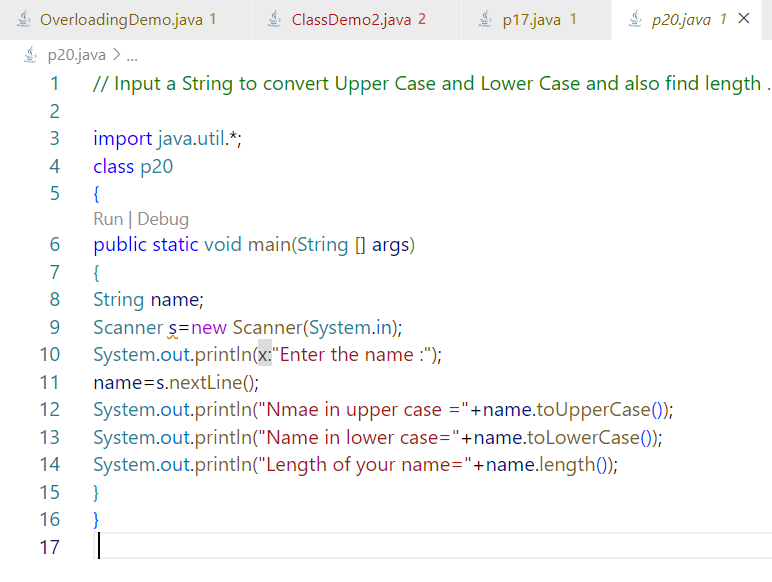 OverloadingDemo.java 1 ClassDemo2.java 2 p17.java 1 p20.java 1 ×
p20.java > ...
1 // Input a String to convert Upper Case and Lower Case and also find length .
2
3 import java.util.*;
4 class p20
5 {
Run | Debug
6 public static void main(String [] args)
7 {
8 String name;
9 Scanner s=new Scanner(System.in);
10 System.out.println(x:"Enter the name :");
11 name=s.nextLine();
12 System.out.println("Nmae in upper case ="+name.toUpperCase());
13 System.out.println("Name in lower case="+name.toLowerCase());
14 System.out.println("Length of your name="+name.length());
15 }
16 }
17